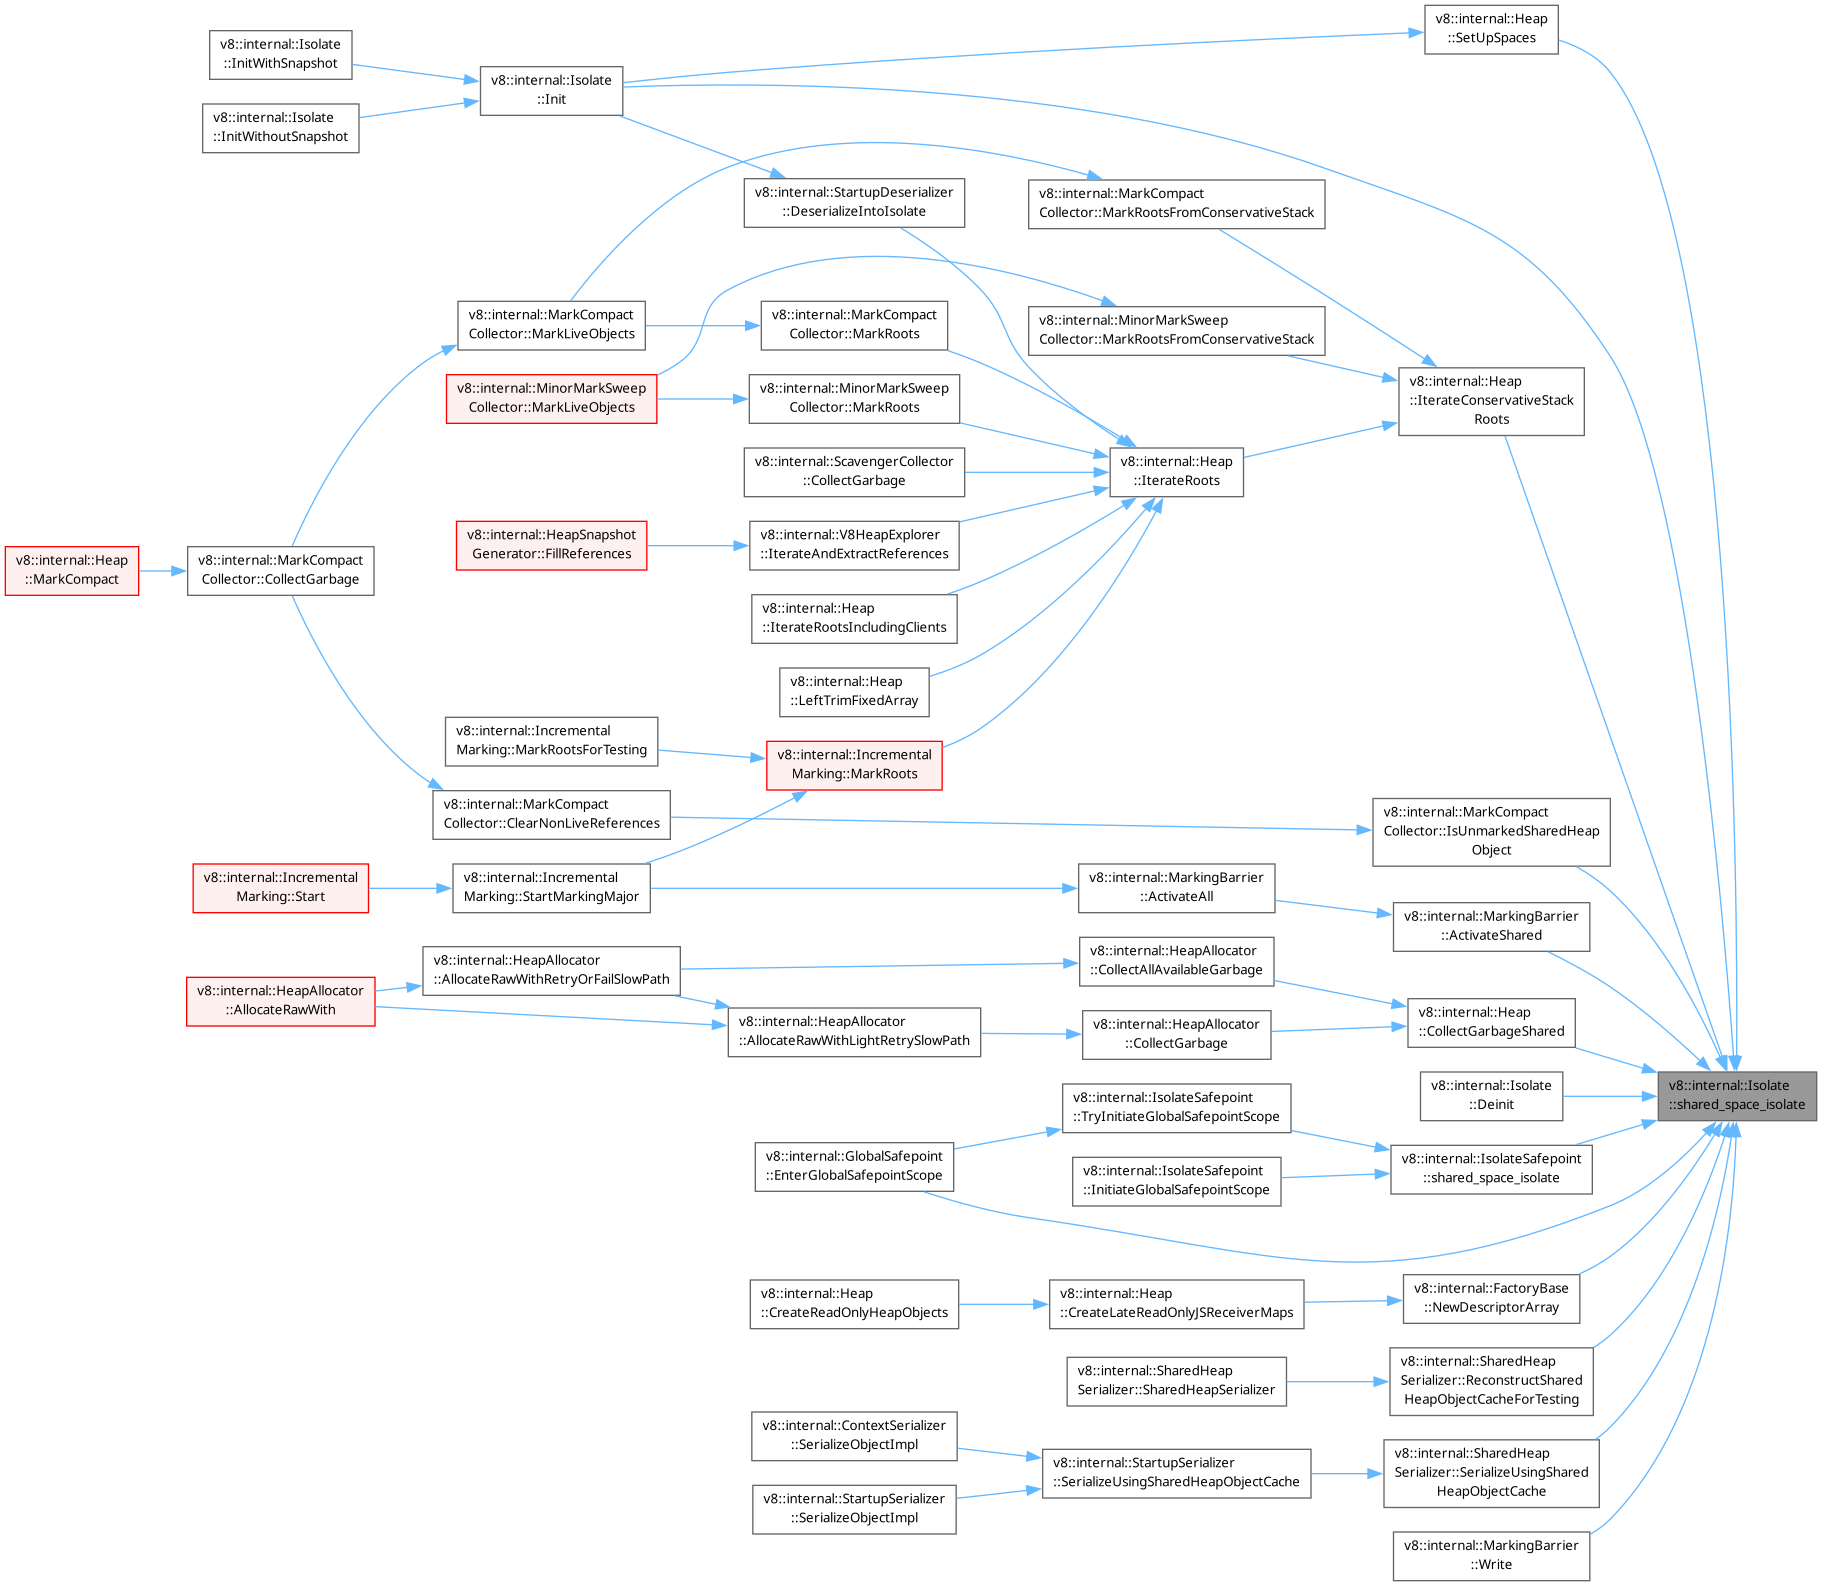 v8::internal::Heap
::SetUpSpaces
v8::internal::Isolate
::InitWithSnapshot
v8::internal::Isolate
::Init
v8::internal::Isolate
::InitWithoutSnapshot
v8::internal::StartupDeserializer
::DeserializeIntoIsolate
v8::internal::MarkCompact
Collector::MarkRootsFromConservativeStack
v8::internal::MarkCompact
Collector::MarkLiveObjects
v8::internal::MarkCompact
Collector::MarkRoots
v8::internal::MinorMarkSweep
Collector::MarkRootsFromConservativeStack
v8::internal::MinorMarkSweep
Collector::MarkLiveObjects
v8::internal::MinorMarkSweep
Collector::MarkRoots
v8::internal::Heap
::IterateConservativeStack
Roots
v8::internal::ScavengerCollector
::CollectGarbage
v8::internal::Heap
::IterateRoots
v8::internal::HeapSnapshot
Generator::FillReferences
v8::internal::V8HeapExplorer
::IterateAndExtractReferences
v8::internal::Heap
::MarkCompact
v8::internal::MarkCompact
Collector::CollectGarbage
v8::internal::Heap
::IterateRootsIncludingClients
v8::internal::Heap
::LeftTrimFixedArray
v8::internal::Incremental
Marking::MarkRootsForTesting
v8::internal::Incremental
Marking::MarkRoots
v8::internal::MarkCompact
Collector::ClearNonLiveReferences
v8::internal::MarkCompact
Collector::IsUnmarkedSharedHeap
Object
v8::internal::Incremental
Marking::Start
v8::internal::Incremental
Marking::StartMarkingMajor
v8::internal::MarkingBarrier
::ActivateAll
v8::internal::MarkingBarrier
::ActivateShared
v8::internal::HeapAllocator
::AllocateRawWithRetryOrFailSlowPath
v8::internal::HeapAllocator
::CollectAllAvailableGarbage
v8::internal::HeapAllocator
::AllocateRawWith
v8::internal::HeapAllocator
::AllocateRawWithLightRetrySlowPath
v8::internal::HeapAllocator
::CollectGarbage
v8::internal::Heap
::CollectGarbageShared
v8::internal::Isolate
::Deinit
v8::internal::Isolate
::shared_space_isolate
v8::internal::IsolateSafepoint
::TryInitiateGlobalSafepointScope
v8::internal::GlobalSafepoint
::EnterGlobalSafepointScope
v8::internal::IsolateSafepoint
::InitiateGlobalSafepointScope
v8::internal::IsolateSafepoint
::shared_space_isolate
v8::internal::Heap
::CreateReadOnlyHeapObjects
v8::internal::Heap
::CreateLateReadOnlyJSReceiverMaps
v8::internal::FactoryBase
::NewDescriptorArray
v8::internal::SharedHeap
Serializer::SharedHeapSerializer
v8::internal::SharedHeap
Serializer::ReconstructShared
HeapObjectCacheForTesting
v8::internal::ContextSerializer
::SerializeObjectImpl
v8::internal::StartupSerializer
::SerializeUsingSharedHeapObjectCache
v8::internal::SharedHeap
Serializer::SerializeUsingShared
HeapObjectCache
v8::internal::StartupSerializer
::SerializeObjectImpl
v8::internal::MarkingBarrier
::Write